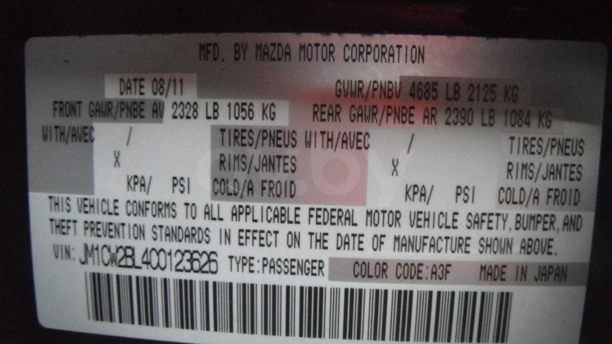 MFD. BY MAZDA MOTOR CORPORATION
DATE 08/11 GVWR/PNBV 4685 LB 2125 KG
FRONT GAWR/PNBE AV 2328 LB 1056 KG REAR GAWR/PNBE AR 2390 LB 1084 KG
WITH/AVEC / TIRES/PNEUS WITH/AVEC / TIRES/PNEUS
X RIMS/JANTES X RIMS/JANTES
KPA/ PSI COLD/A FROID KPA/ PSI COLD/A FROID
THIS VEHICLE CONFORMS TO ALL APPLICABLE FEDERAL MOTOR VEHICLE SAFETY,BUMPER,AND
THEFT PREVENTION STANDARDS IN EFFECT ON THE DATE OF MANUFACTURE SHOWN ABOVE.
VIN: JM1CW2BL4C0123626 TYPE:PASSENGER COLOR CODE:A3F MADE IN JAPAN